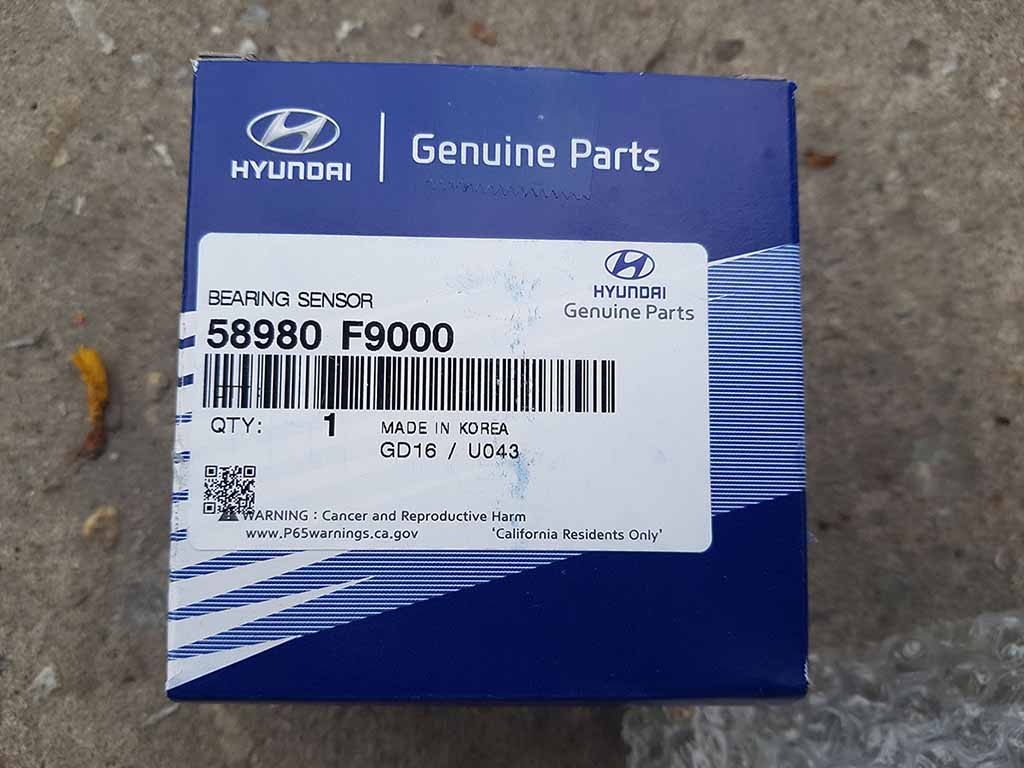 HYUNDAI
Genuine Parts
HYUNDAI
Genuine Parts
BEARING SENSOR
58980 F9000
QTY: 1 MADE IN KOREA
GD16 / U043
WARNING : Cancer and Reproductive Harm
www.P65warnings.ca.gov 'California Residents Only'